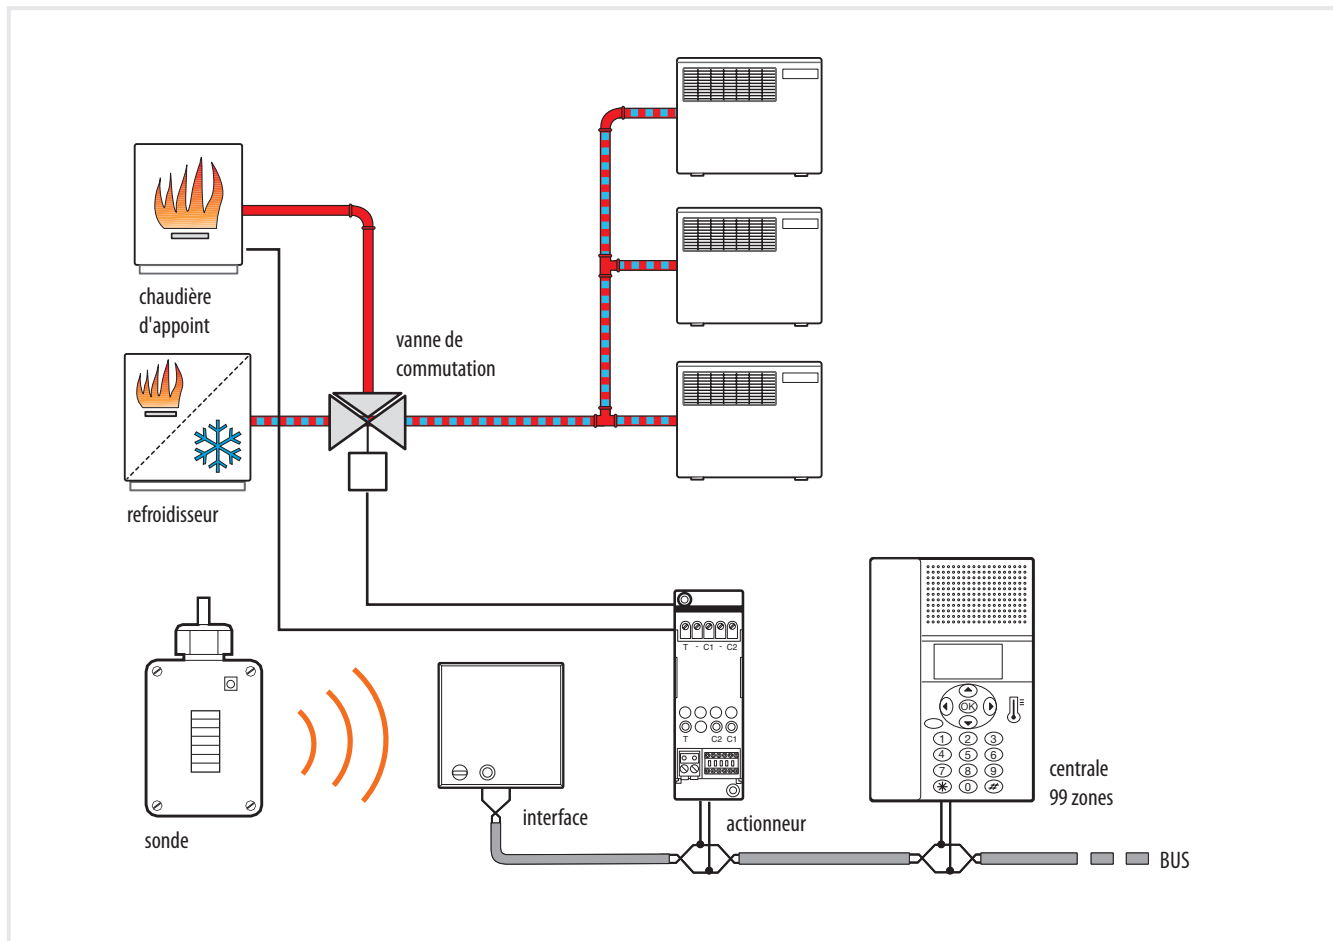 chaudière
d'appoint
vanne de
commutation
refroidisseur
T - C1 - C2
T C2 C1
OK
1 2 3
4 5 6
7 8 9
* 0 #
centrale
99 zones
interface
actionneur
sonde
BUS